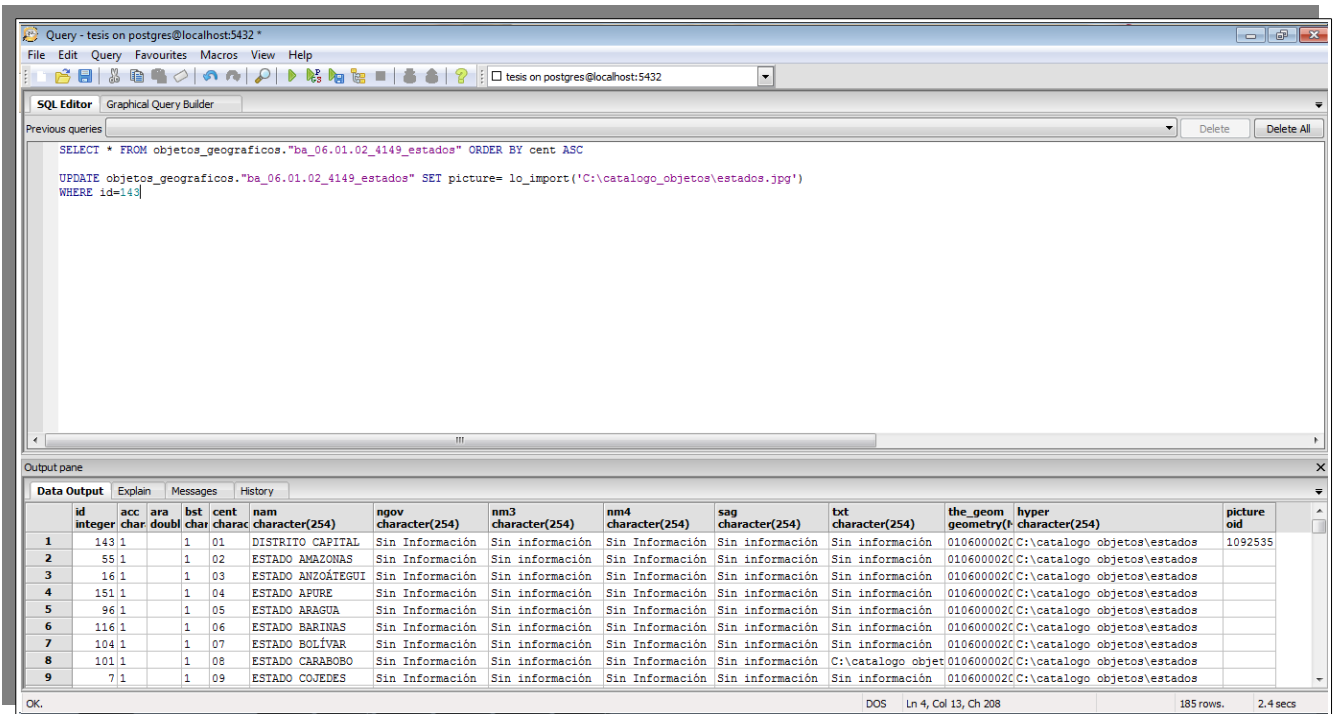 Query - tesis on postgres@localhost:5432 *
File Edit Query Favourites Macros View Help
tesis on postgres@localhost:5432
SQL Editor Graphical Query Builder
Previous queries Delete Delete All
SELECT * FROM objetos_geograficos."ba_06.01.02_4149_estados" ORDER BY cent ASC
UPDATE objetos_geograficos."ba_06.01.02_4149_estados" SET picture= lo_import('C:\catalogo_objetos\estados.jpg')
WHERE id=143
Output pane
Data Output Explain Messages History
id acc ara bst cent nam ngov nm3 nm4 sag txt the_geom hyper picture
integer char doubl char charac character(254) character(254) character(254) character(254) character(254) character(254) geometry(M character(254) oid
1 143 1 1 01 DISTRITO CAPITAL Sin Información Sin información Sin Información Sin información Sin información 010600002C C:\catalogo objetos\estados 1092535
2 55 1 1 02 ESTADO AMAZONAS Sin Información Sin información Sin Información Sin información Sin información 010600002C C:\catalogo objetos\estados
3 16 1 1 03 ESTADO ANZOÁTEGUI Sin Información Sin información Sin Información Sin información Sin información 010600002C C:\catalogo objetos\estados
4 151 1 1 04 ESTADO APURE Sin Información Sin información Sin Información Sin información Sin información 010600002C C:\catalogo objetos\estados
5 96 1 1 05 ESTADO ARAGUA Sin Información Sin información Sin Información Sin información Sin información 010600002C C:\catalogo objetos\estados
6 116 1 1 06 ESTADO BARINAS Sin Información Sin información Sin Información Sin información Sin información 010600002C C:\catalogo objetos\estados
7 104 1 1 07 ESTADO BOLÍVAR Sin Información Sin información Sin Información Sin información Sin información 010600002C C:\catalogo objetos\estados
8 101 1 1 08 ESTADO CARABOBO Sin Información Sin información Sin Información Sin información C:\catalogo objet 010600002C C:\catalogo objetos\estados
9 7 1 1 09 ESTADO COJEDES Sin Información Sin información Sin Información Sin información Sin información 010600002C C:\catalogo objetos\estados
OK. DOS Ln 4, Col 13, Ch 208 185 rows. 2.4 secs